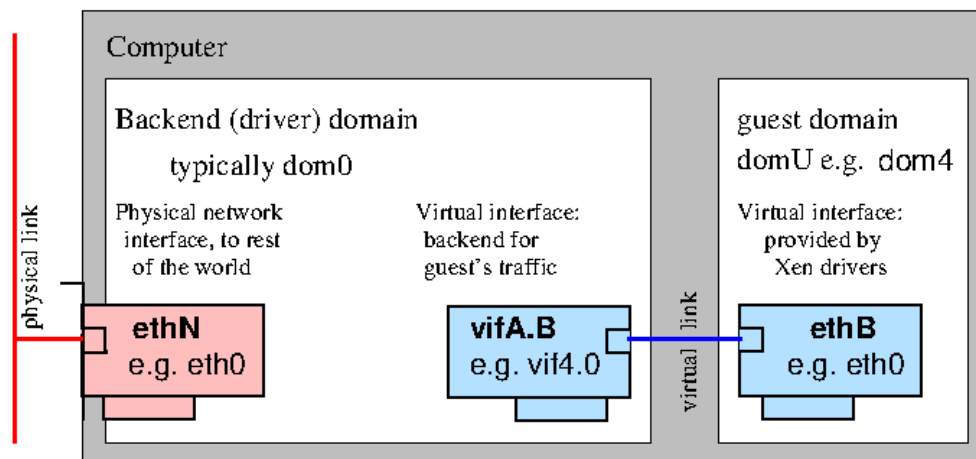 Computer
Backend (driver) domain
typically dom0
Physical network
interface, to rest
of the world
Virtual interface:
backend for
guest's traffic
guest domain
domU e.g. dom4
Virtual interface:
provided by
Xen drivers
physical link
ethN
e.g. eth0
vifA.B
e.g. vif4.0
virtual link
ethB
e.g. eth0